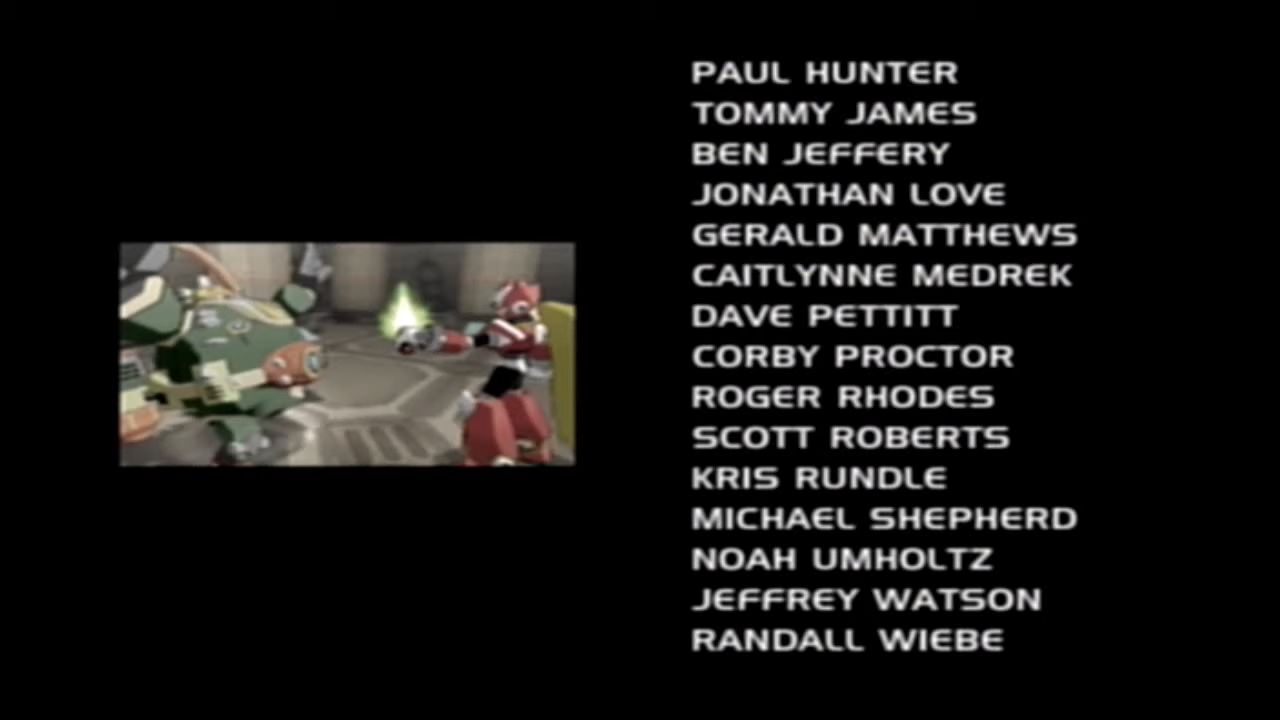 PAUL HUNTER
TOMMY JAMES
BEN JEFFERY
JONATHAN LOVE
GERALD MATTHEWS
CAITLYNNE MEDREK
DAVE PETTITT
CORBY PROCTOR
ROGER RHODES
SCOTT ROBERTS
KRIS RUNDLE
MICHAEL SHEPHERD
NOAH UMHOLTZ
JEFFREY WATSON
RANDALL WIEBE